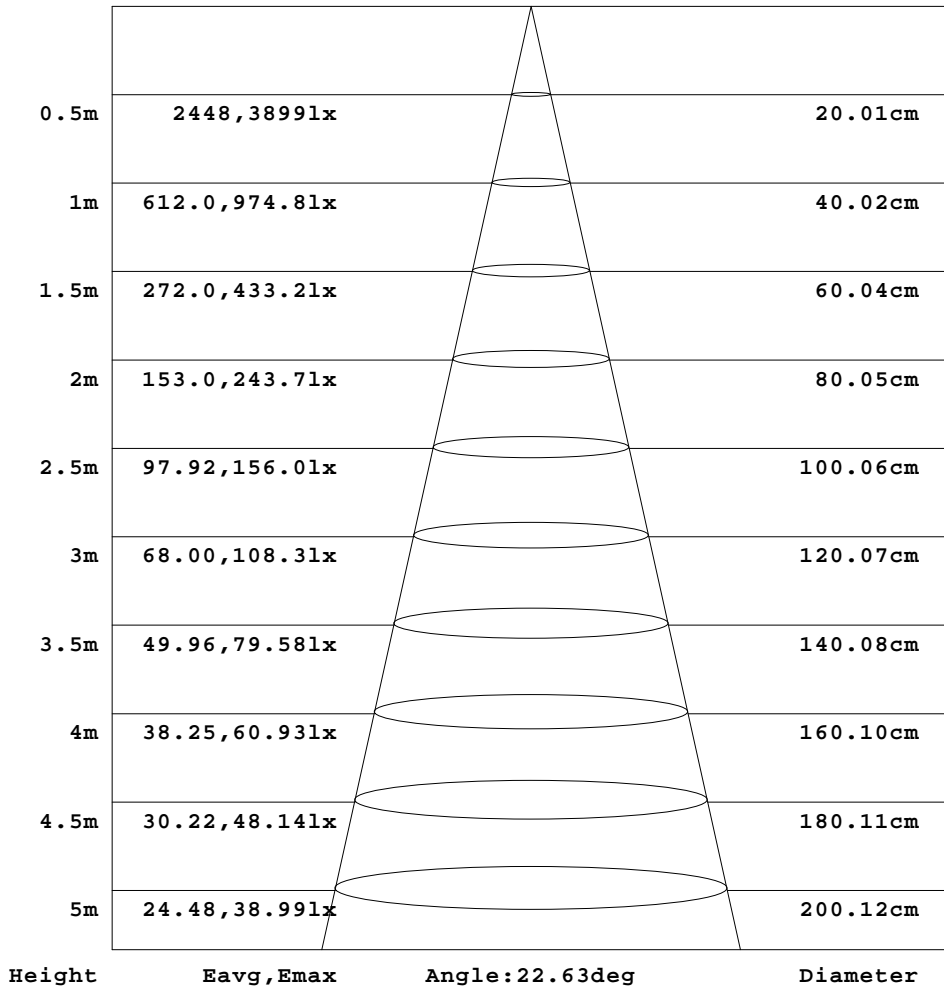 0.5m 2448,3899lx 20.01cm
1m 612.0,974.8lx 40.02cm
1.5m 272.0,433.2lx 60.04cm
2m 153.0,243.7lx 80.05cm
2.5m 97.92,156.0lx 100.06cm
3m 68.00,108.3lx 120.07cm
3.5m 49.96,79.58lx 140.08cm
4m 38.25,60.93lx 160.10cm
4.5m 30.22,48.14lx 180.11cm
5m 24.48,38.99lx 200.12cm
Height Eavg,Emax Angle:22.63deg Diameter